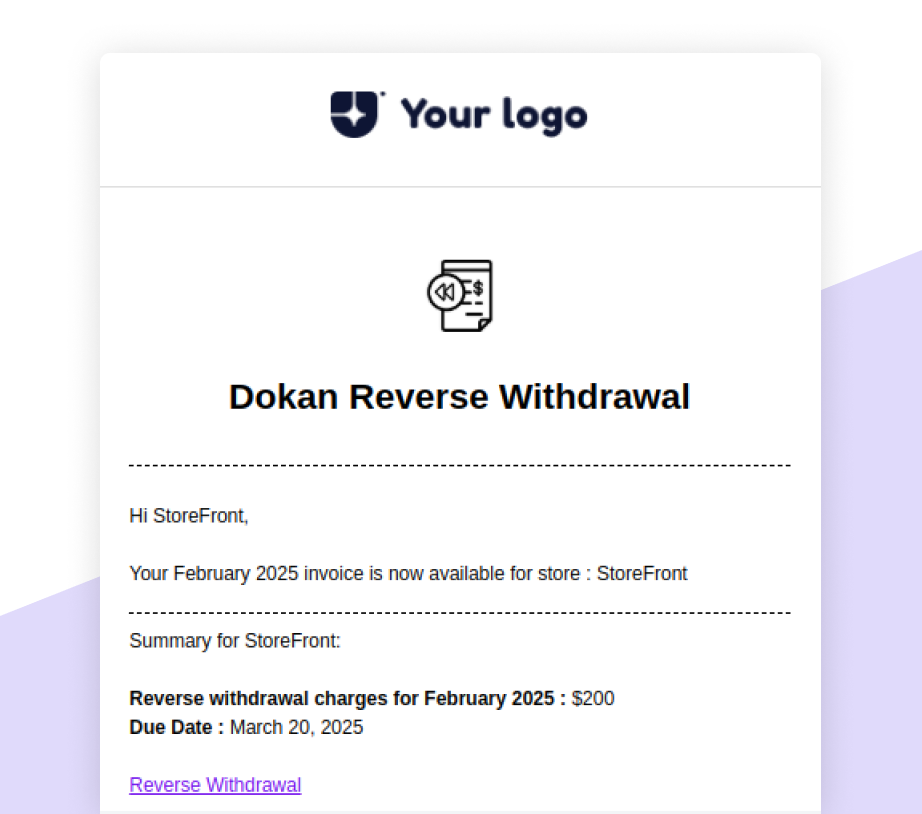 Your logo
$
Dokan Reverse Withdrawal
Hi StoreFront,
Your February 2025 invoice is now available for store : StoreFront
Summary for StoreFront:
Reverse withdrawal charges for February 2025 : $200
Due Date : March 20, 2025
Reverse Withdrawal